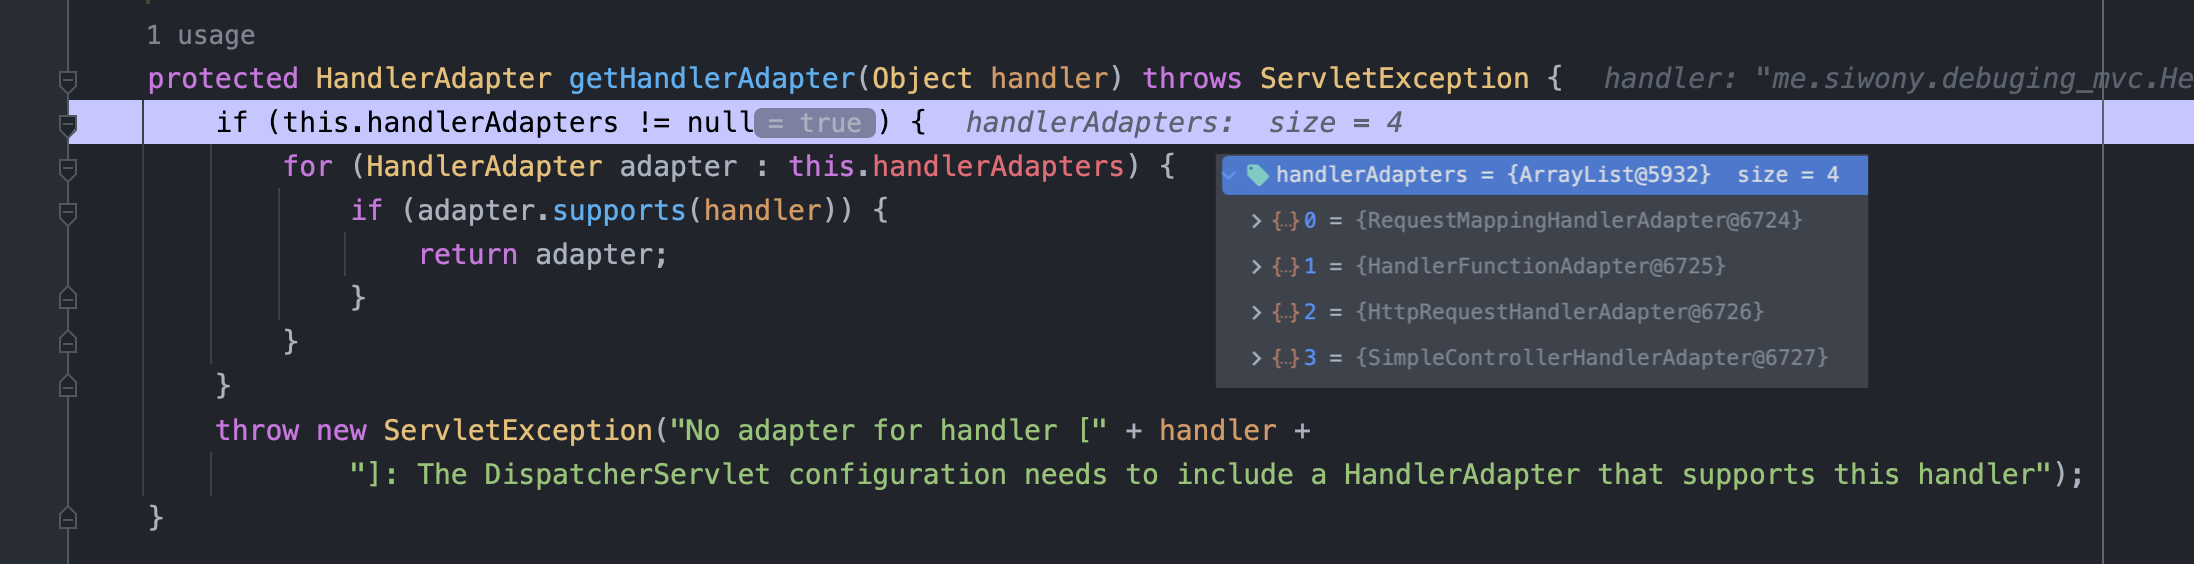 1 usage
protected HandlerAdapter getHandlerAdapter(Object handler) throws ServletException {   handler: "me.siwony.debuging_mvc.He
if (this.handlerAdapters != null = true ) {   handlerAdapters:  size = 4
for (HandlerAdapter adapter : this.handlerAdapters) {
handlerAdapters = {ArrayList@5932}  size = 4
{...} 0 = {RequestMappingHandlerAdapter@6724}
{...} 1 = {HandlerFunctionAdapter@6725}
{...} 2 = {HttpRequestHandlerAdapter@6726}
{...} 3 = {SimpleControllerHandlerAdapter@6727}
if (adapter.supports(handler)) {
return adapter;
}
}
}
throw new ServletException("No adapter for handler [" + handler +
"]: The DispatcherServlet configuration needs to include a HandlerAdapter that supports this handler");
}